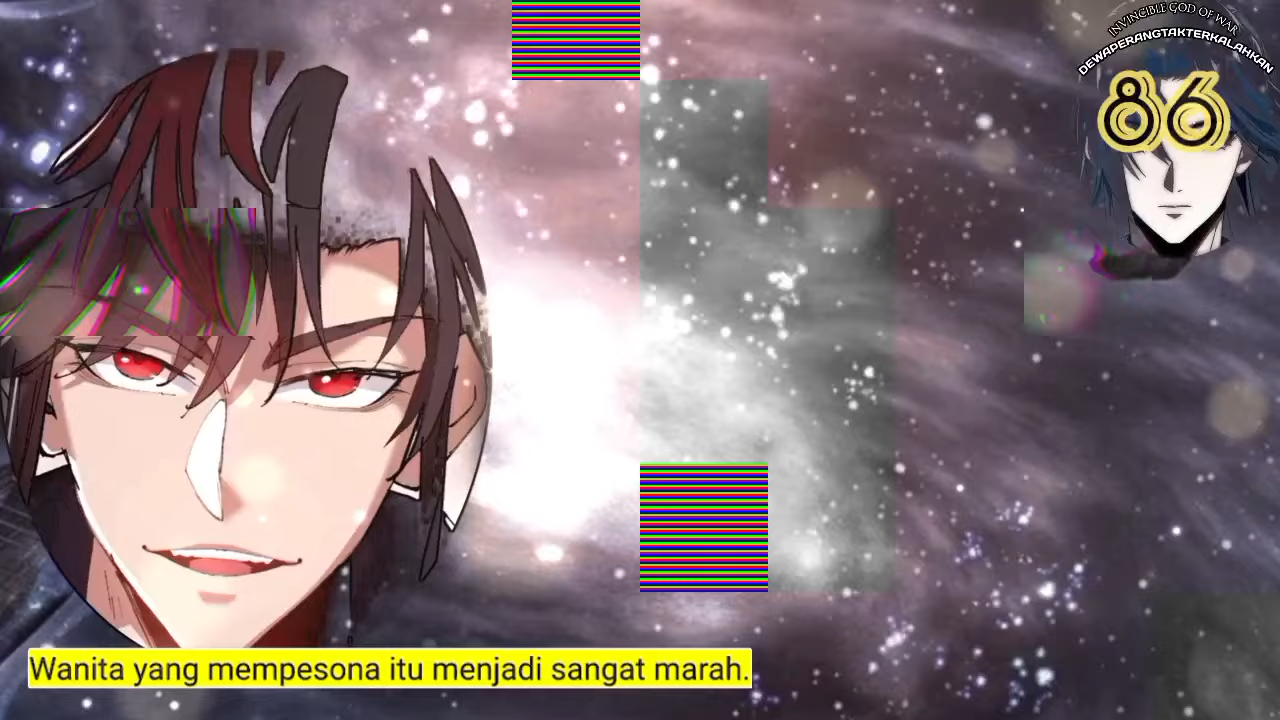 INVINCIBLE GOD OF WAR
DEWAPERANGTAKTERKALAHKAN
86
Wanita yang mempesona itu menjadi sangat marah.